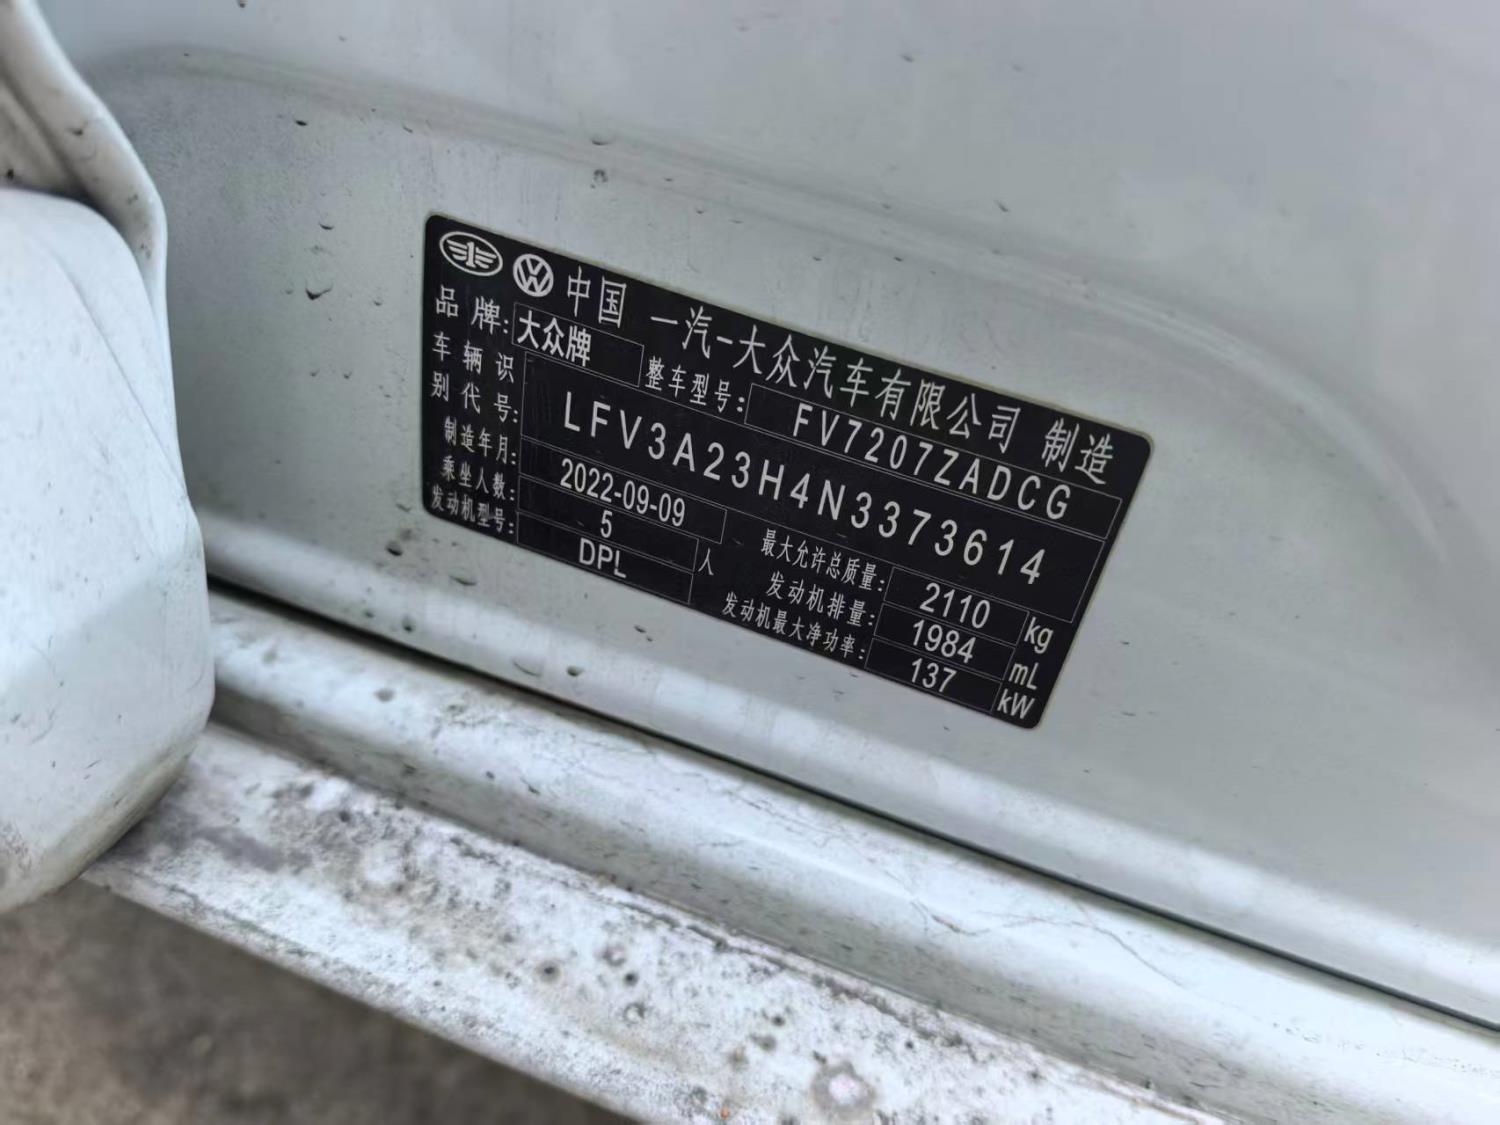 中国 一汽-大众汽车有限公司 制造
品牌: 大众牌 整车型号: FV7207ZADCG
车辆识别代号: LFV3A23H4N3373614
制造年月: 2022-09-09 最大允许总质量: 2110 kg
乘坐人数: 5 人 发动机排量: 1984 mL
发动机型号: DPL 发动机最大净功率: 137 kW